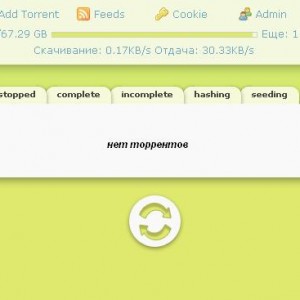 Add Torrent Feeds Cookie Admin
/67.29 GB Еще: 1
Скачивание: 0.17KB/s Отдача: 30.33KB/s
stopped complete incomplete hashing seeding
нет торрентов